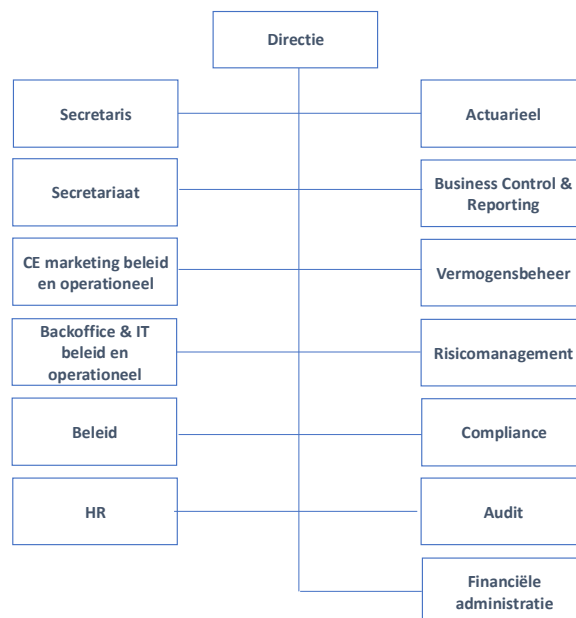 Directie
Secretaris
Actuarieel
Secretariaat
Business Control &
Reporting
CE marketing beleid
en operationeel
Vermogensbeheer
Backoffice & IT
beleid en
operationeel
Risicomanagement
Beleid
Compliance
HR
Audit
Financiële
administratie